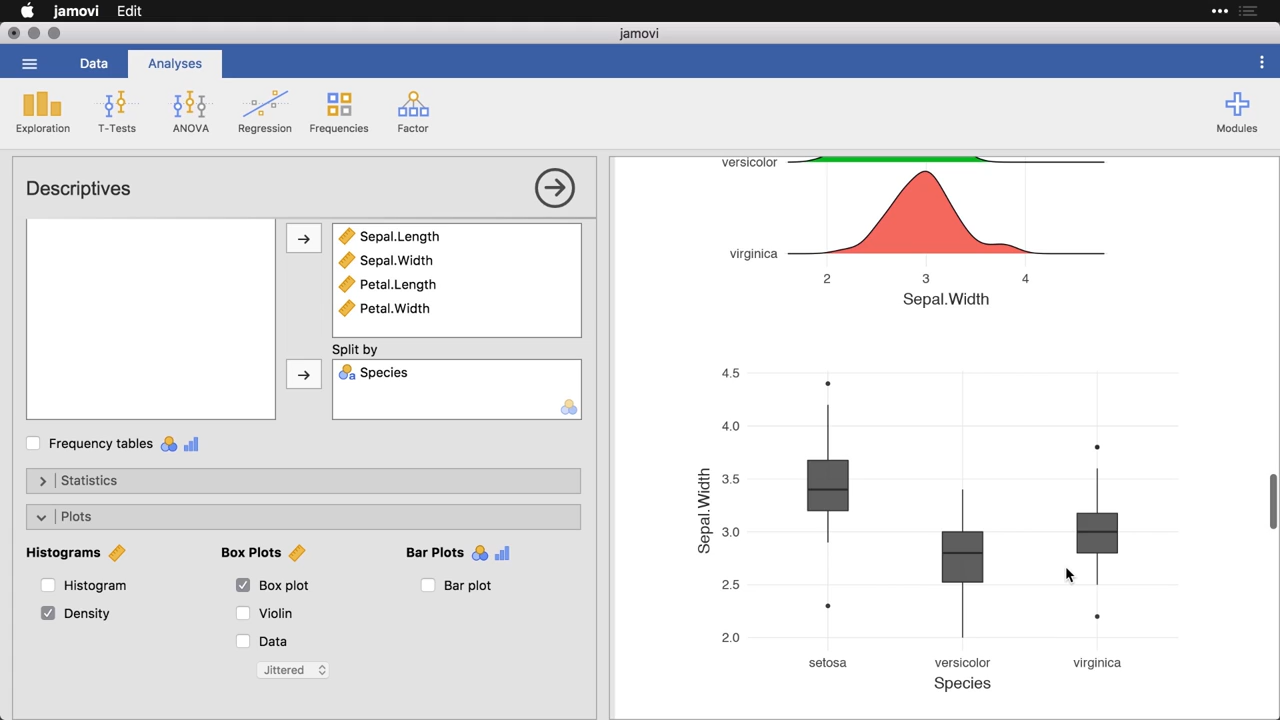 jamovi Edit
jamovi
Data Analyses
Exploration T-Tests ANOVA Regression Frequencies Factor Modules
Descriptives
Sepal.Length
Sepal.Width
Petal.Length
Petal.Width
Split by
a Species
Frequency tables
Statistics
Plots
Histograms Box Plots Bar Plots
Histogram Box plot Bar plot
Density Violin
Data
Jittered
versicolor
virginica
2 3 4
Sepal.Width
4.5
4.0
3.5
3.0
2.5
2.0
Sepal.Width
setosa versicolor virginica
Species